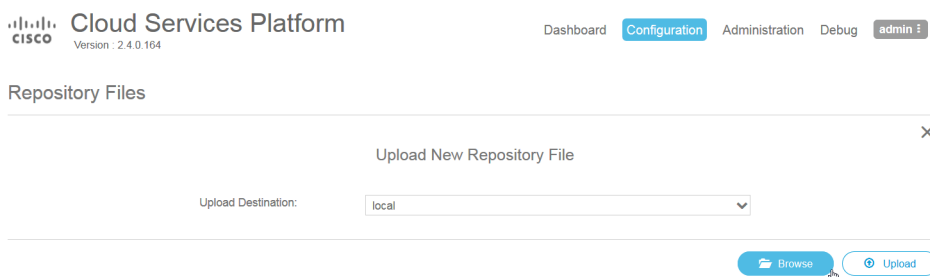 CISCO
Cloud Services Platform
Version : 2.4.0.164
Dashboard Configuration Administration Debug admin
Repository Files
Upload New Repository File
Upload Destination: local
Browse Upload